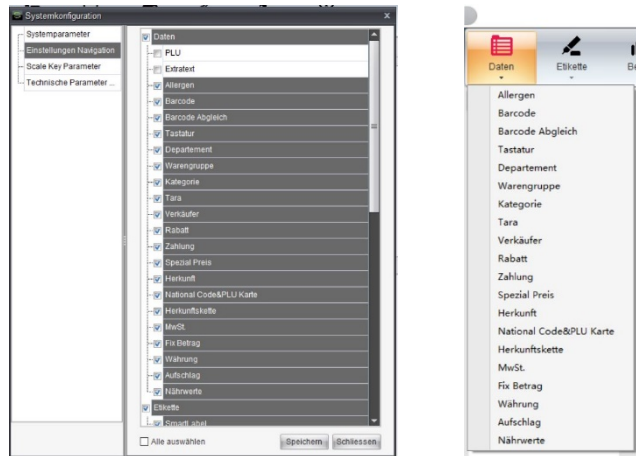 Systemkonfiguration
Systemparameter
Einstellungen Navigation
Scale Key Parameter
Technische Parameter ...
Daten
PLU
Extratext
Allergen
Barcode
Barcode Abgleich
Tastatur
Departement
Warengruppe
Kategorie
Tara
Verkäufer
Rabatt
Zahlung
Spezial Preis
Herkunft
National Code&PLU Karte
Herkunftskette
MwSt.
Fix Betrag
Währung
Aufschlag
Nährwerte
Etikette
SmartLabel
Alle auswählen
Speichern
Schliessen
Daten
Etikette
Allergen
Barcode
Barcode Abgleich
Tastatur
Departement
Warengruppe
Kategorie
Tara
Verkäufer
Rabatt
Zahlung
Spezial Preis
Herkunft
National Code&PLU Karte
Herkunftskette
MwSt.
Fix Betrag
Währung
Aufschlag
Nährwerte